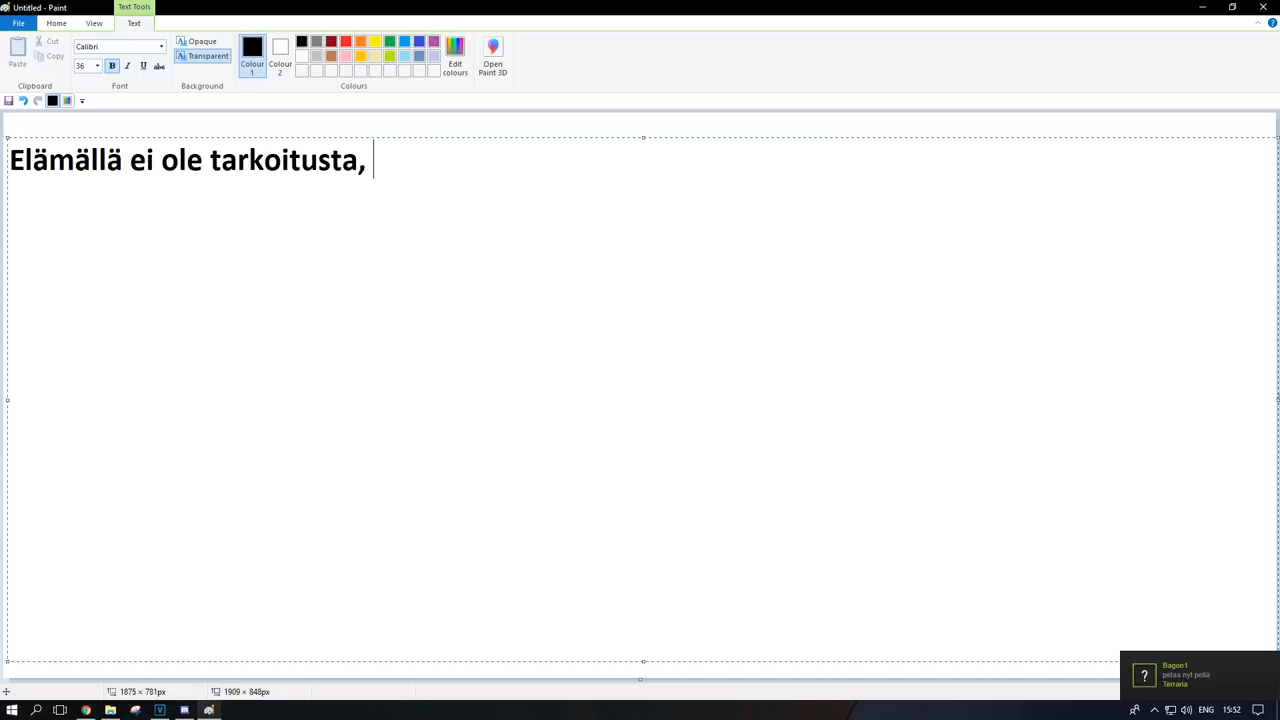 Untitled - Paint
Text Tools
File Home View Text
Paste
Cut
Copy
Clipboard
Calibri
36 B I U abc
Font
Opaque
Transparent
Background
Colour 1
Colour 2
Edit colours
Colours
Open Paint 3D
Elämällä ei ole tarkoitusta,
Bagon1
pelaa nyt peliä
Terraria
1875 × 781px
1909 × 848px
ENG
15:52